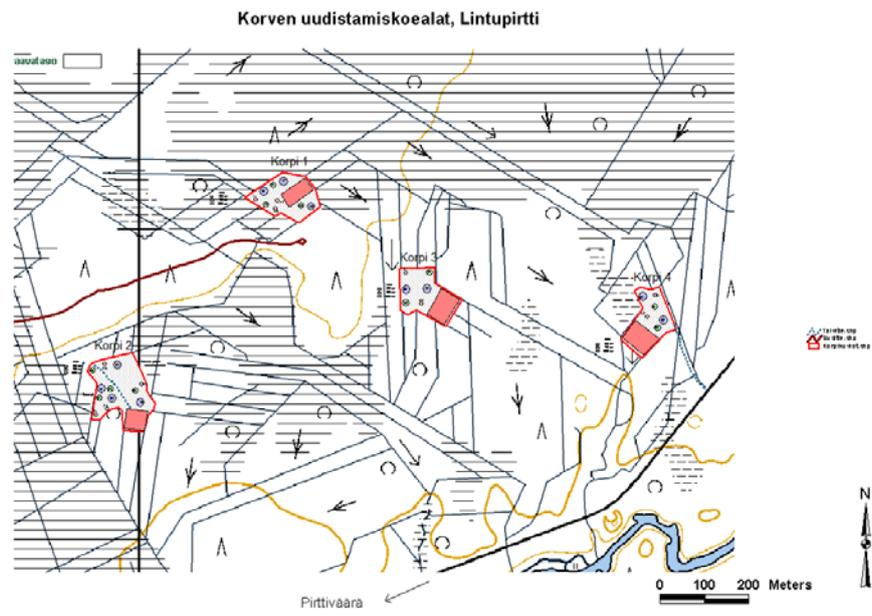 Korven uudistamiskoealat, Lintupirtti
Korpi 1
Korpi 3
Korpi 4
Korpi 2
N
0 100 200 Meters
Pirttivaara